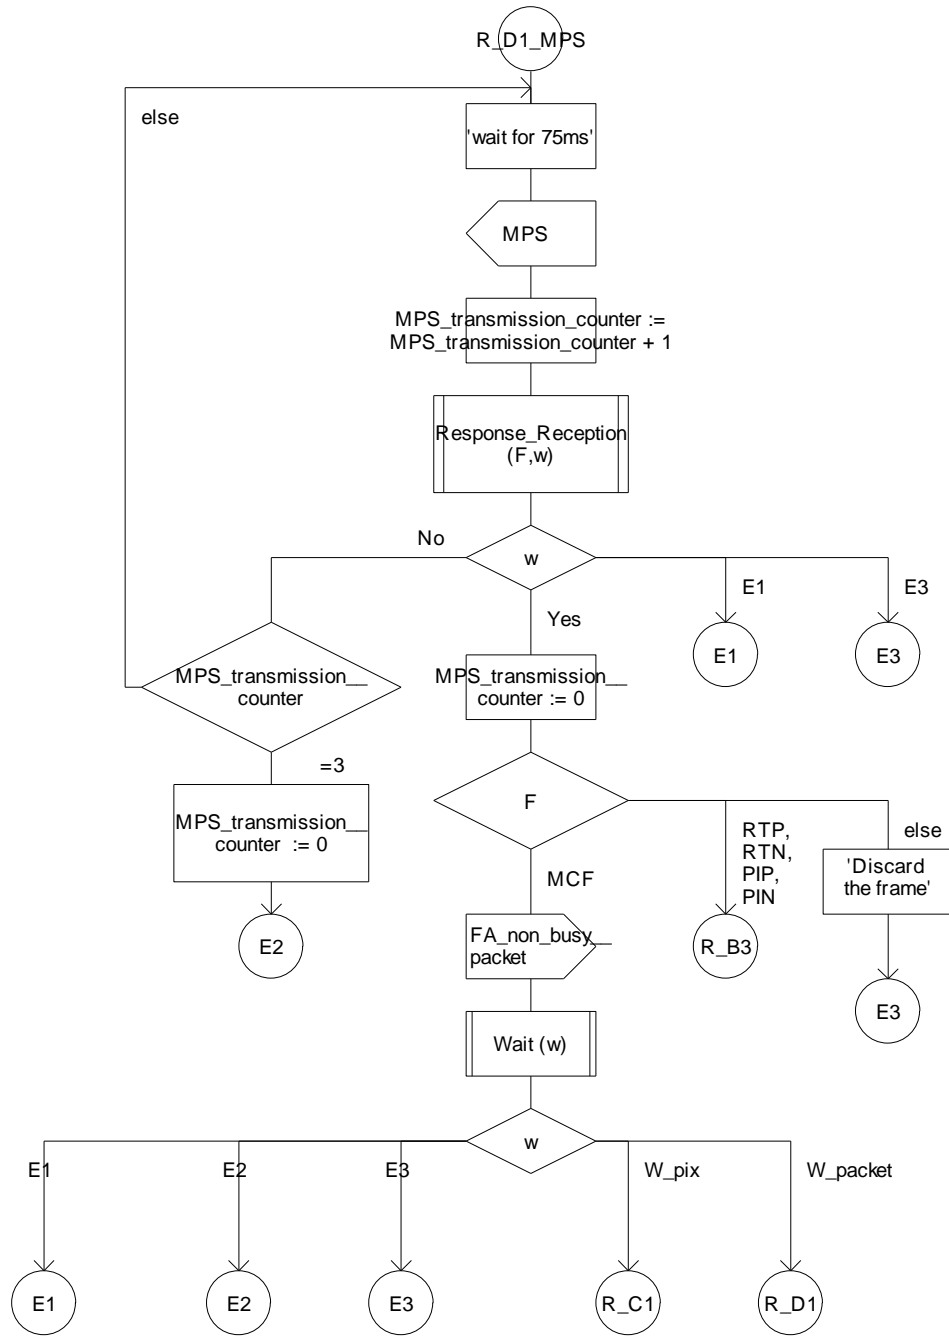 R_D1_MPS
else
'wait for 75ms'
MPS
MPS_transmission_counter :=
MPS_transmission_counter + 1
Response_Reception
(F,w)
No
w
E1
E3
Yes
E1
E3
MPS_transmission__
counter
MPS_transmission__
counter := 0
=3
F
MPS_transmission__
counter := 0
RTP,
RTN,
PIP,
PIN
else
'Discard
the frame'
MCF
E2
FA_non_busy__
packet
R_B3
E3
Wait (w)
w
E1
E2
E3
W_pix
W_packet
E1
E2
E3
R_C1
R_D1